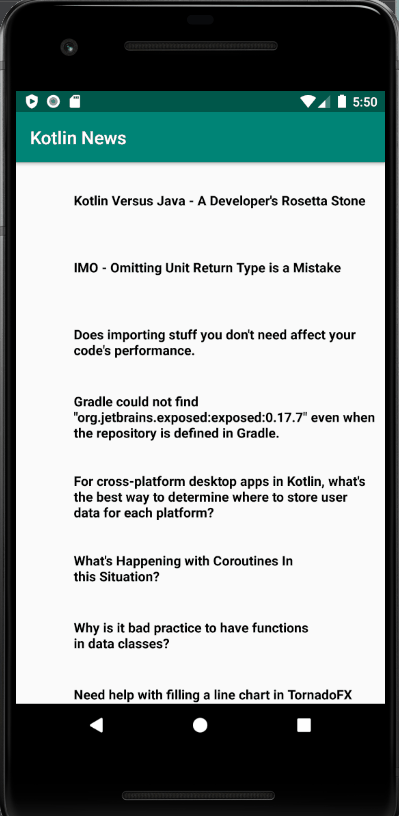 5:50
Kotlin News
Kotlin Versus Java - A Developer's Rosetta Stone
IMO - Omitting Unit Return Type is a Mistake
Does importing stuff you don't need affect your
code's performance.
Gradle could not find
"org.jetbrains.exposed:exposed:0.17.7" even when
the repository is defined in Gradle.
For cross-platform desktop apps in Kotlin, what's
the best way to determine where to store user
data for each platform?
What's Happening with Coroutines In
this Situation?
Why is it bad practice to have functions
in data classes?
Need help with filling a line chart in TornadoFX